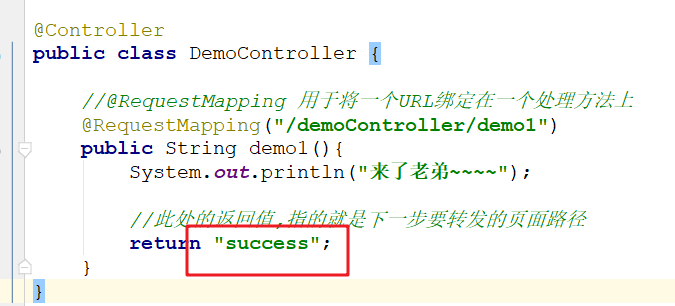 @Controller
public class DemoController {
//@RequestMapping 用于将一个URL绑定在一个处理方法上
@RequestMapping("/demoController/demo1")
public String demo1(){
System.out.println("来了老弟~~~~");
//此处的返回值,指的就是下一步要转发的页面路径
return "success";
}
}